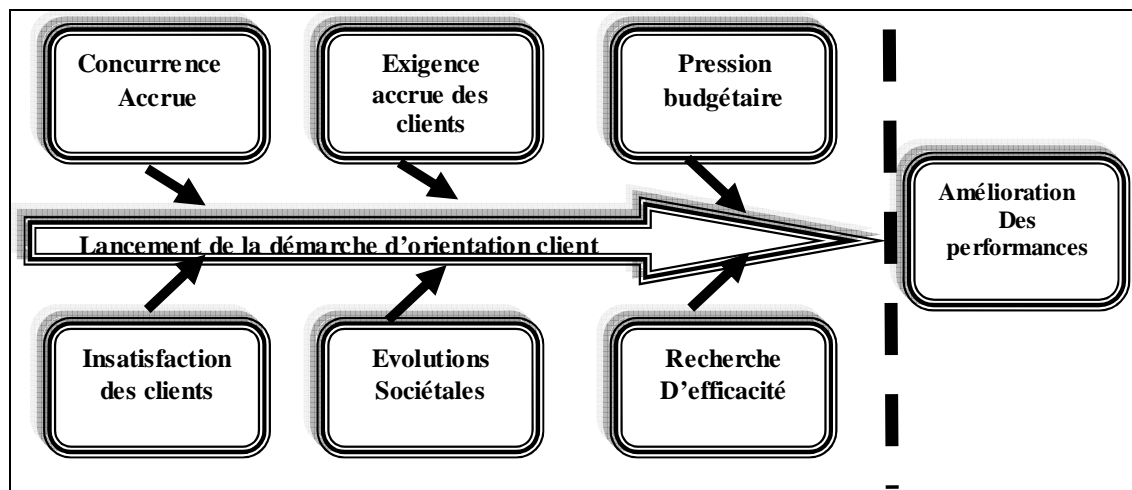 Concurrence
Accrue
Exigence
accrue des
clients
Pression
budgétaire
Amélioration
Des
performances
Lancement de la démarche d'orientation client
Insatisfaction
des clients
Evolutions
Sociétales
Recherche
D'efficacité